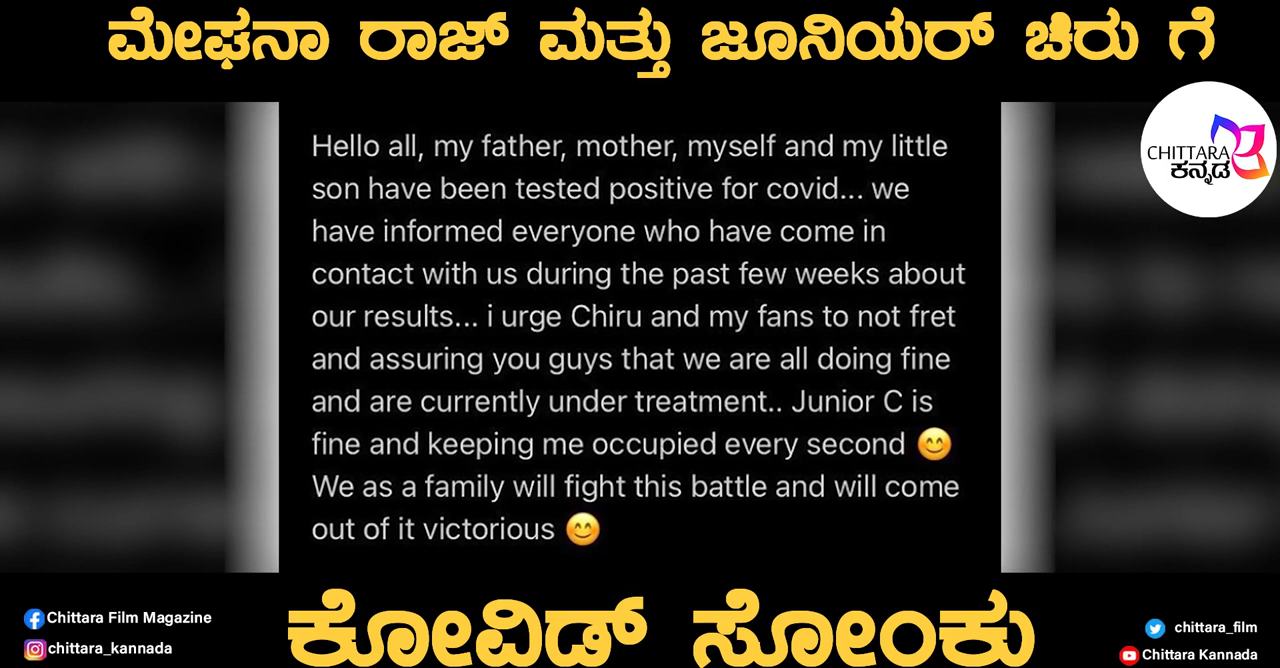 ಮೇಘನಾ ರಾಜ್ ಮತ್ತು ಜೂನಿಯರ್ ಚಿರು ಗೆ
CHITTARA
ಕನ್ನಡ
Hello all, my father, mother, myself and my little
son have been tested positive for covid... we
have informed everyone who have come in
contact with us during the past few weeks about
our results... i urge Chiru and my fans to not fret
and assuring you guys that we are all doing fine
and are currently under treatment.. Junior C is
fine and keeping me occupied every second 😊
We as a family will fight this battle and will come
out of it victorious 😊
ಕೋವಿಡ್ ಸೋಂಕು
Chittara Film Magazine
chittara_kannada
chittara_film
Chittara Kannada